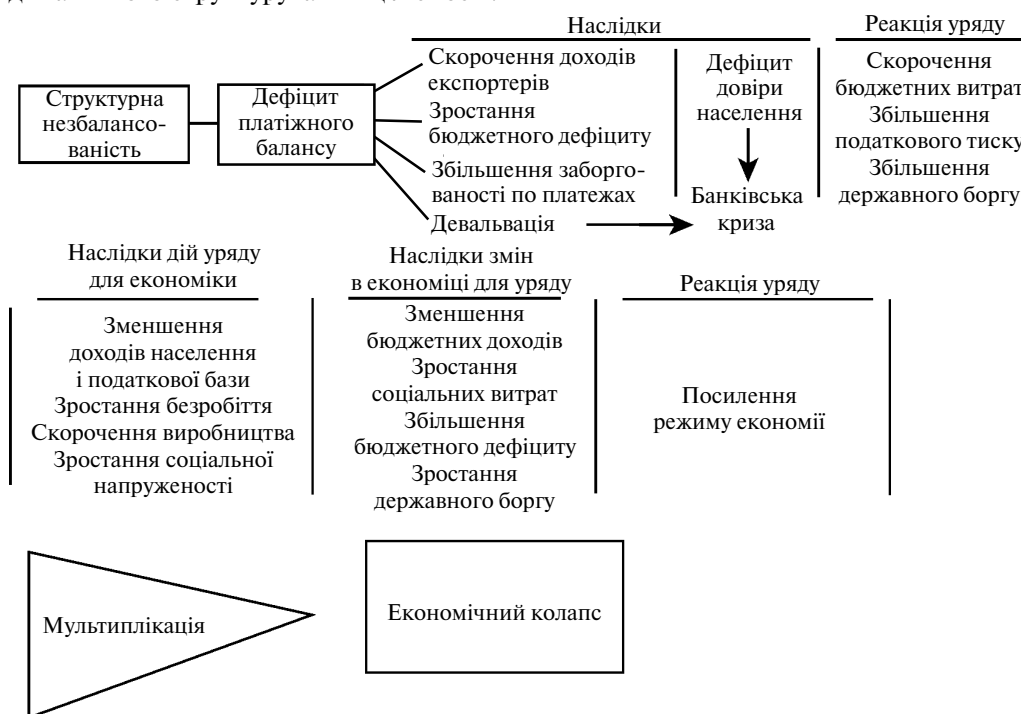 Наслідки
Реакція уряду
Структурна
незбалансо-
ваність
Дефіцит
платіжного
балансу
Скорочення доходів
експортерів
Зростання
бюджетного дефіциту
Збільшення заборго-
ваності по платежах
Девальвація
Дефіцит
довіри
населення
Банківська
криза
Скорочення
бюджетних витрат
Збільшення
податкового тиску
Збільшення
державного боргу
Наслідки дій уряду
для економіки
Зменшення
доходів населення
і податкової бази
Зростання безробіття
Скорочення виробництва
Зростання соціальної
напруженості
Наслідки змін
в економіці для уряду
Зменшення
бюджетних доходів
Зростання
соціальних витрат
Збільшення
бюджетного дефіциту
Зростання
державного боргу
Реакція уряду
Посилення
режиму економії
Мультиплікація
Економічний колапс